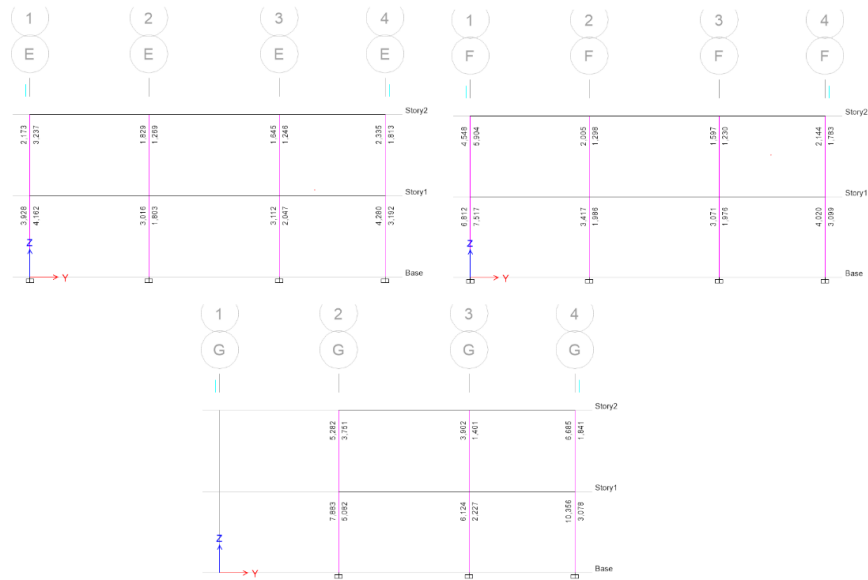 1 2 3 4
E E E E
Story2
2.173 3.237 1.829 1.269 1.645 1.246 2.335 1.813
Story1
3.928 4.162 3.016 1.803 3.112 2.047 4.280 3.192
Z
Y
Base
1 2 3 4
F F F F
Story2
4.548 5.904 2.005 1.298 1.597 1.230 2.144 1.783
Story1
6.812 7.517 3.417 1.986 3.071 1.976 4.020 3.099
Z
Y
Base
1 2 3 4
G G G G
Story2
5.282 3.751 3.902 1.401 6.685 1.841
Story1
7.883 5.082 6.124 2.227 10.356 3.078
Z
Y
Base